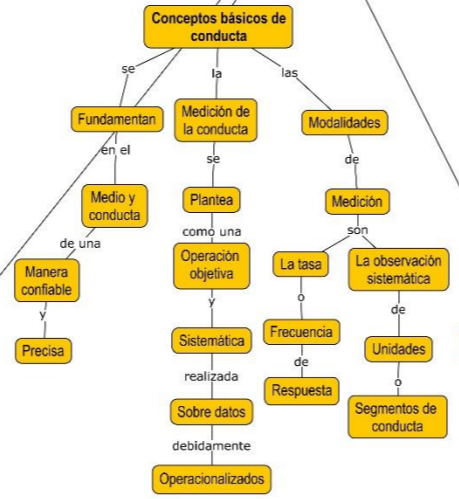 Conceptos básicos de
conducta
se
la
las
Fundamentan
Medición de
la conducta
Modalidades
en el
se
de
Medio y
conducta
Plantea
Medición
de una
como una
son
Manera
confiable
Operación
objetiva
La tasa
La observación
sistemática
y
y
o
de
Precisa
Sistemática
Frecuencia
Unidades
realizada
de
o
Sobre datos
Respuesta
Segmentos de
conducta
debidamente
Operacionalizados